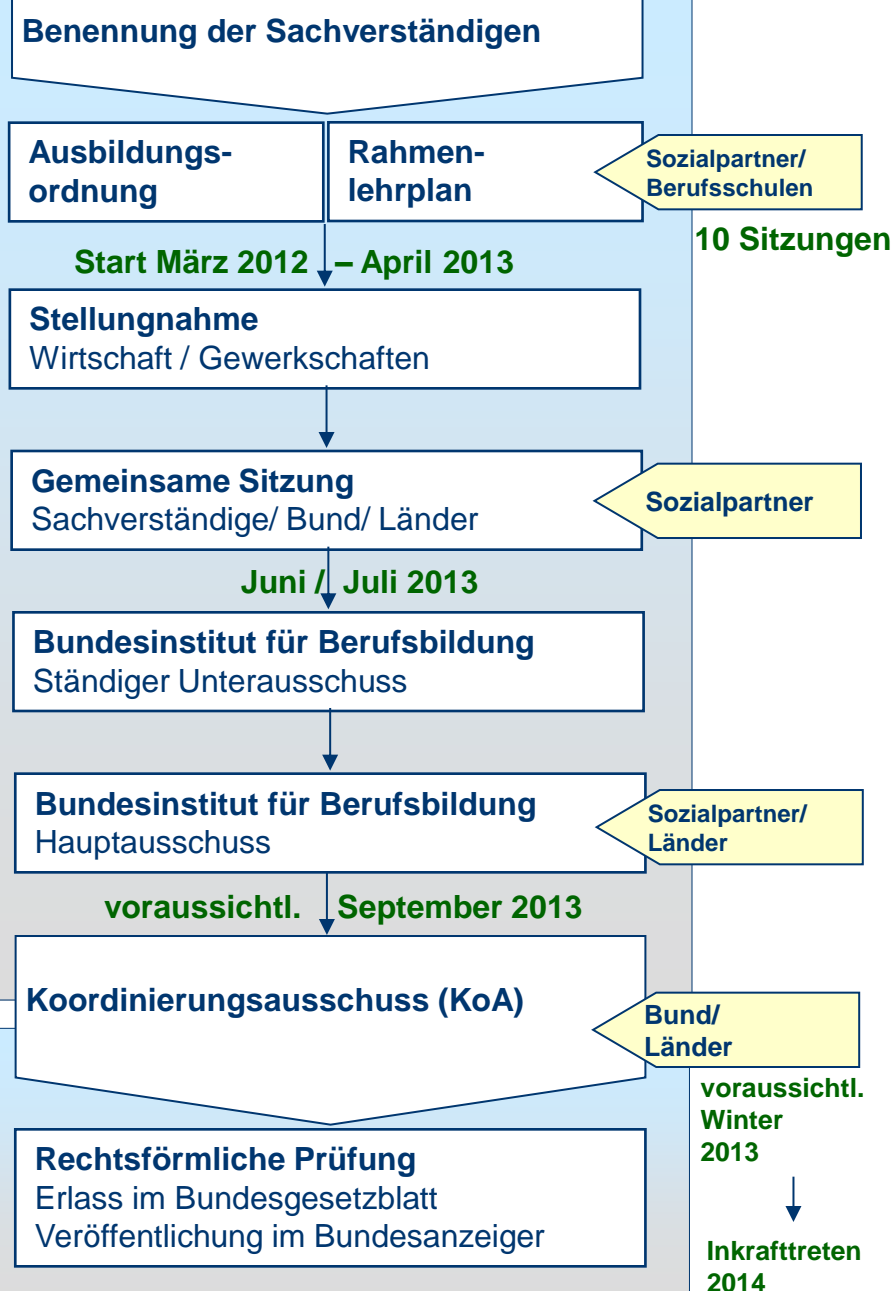 Benennung der Sachverständigen
Ausbildungs-
ordnung
Rahmen-
lehrplan
Sozialpartner/
Berufsschulen
10 Sitzungen
Start März 2012 – April 2013
Stellungnahme
Wirtschaft / Gewerkschaften
Gemeinsame Sitzung
Sachverständige/ Bund/ Länder
Sozialpartner
Juni / Juli 2013
Bundesinstitut für Berufsbildung
Ständiger Unterausschuss
Bundesinstitut für Berufsbildung
Hauptausschuss
Sozialpartner/
Länder
voraussichtl. September 2013
Koordinierungsausschuss (KoA)
Bund/
Länder
voraussichtl.
Winter
2013
Rechtsförmliche Prüfung
Erlass im Bundesgesetzblatt
Veröffentlichung im Bundesanzeiger
Inkrafttreten
2014